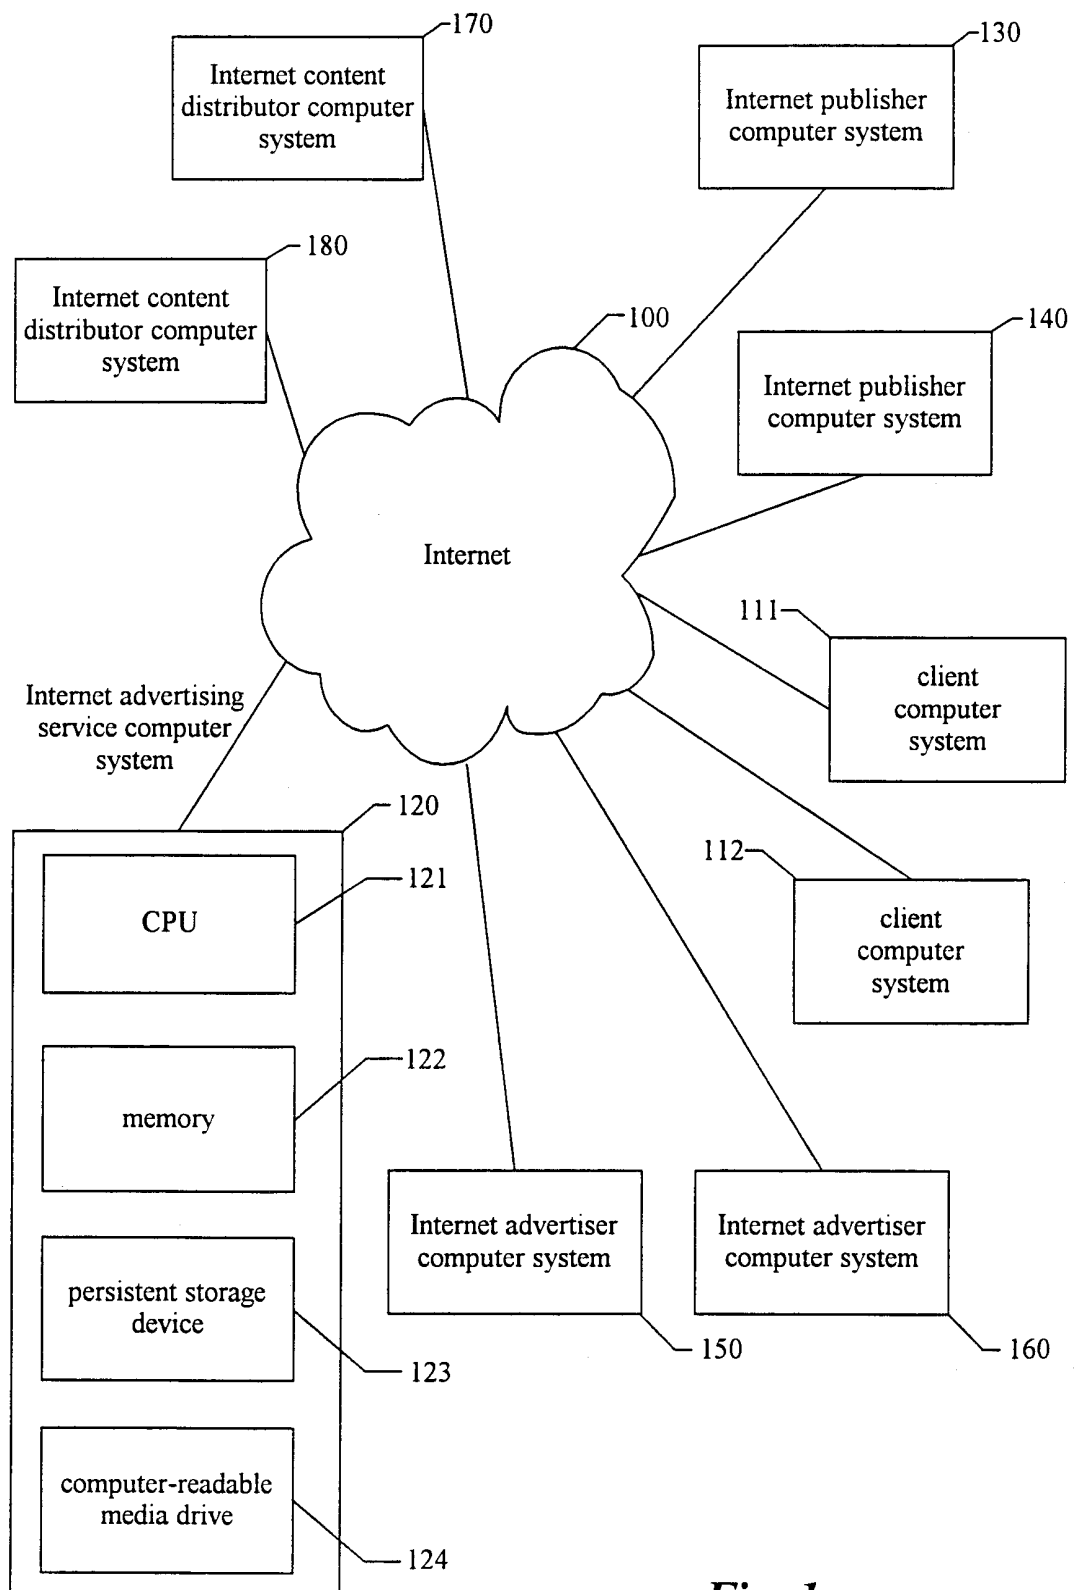 170
Internet content
distributor computer
system
130
Internet publisher
computer system
180
Internet content
distributor computer
system
100
140
Internet publisher
computer system
Internet
111
client
computer
system
Internet advertising
service computer
system
120
112
client
computer
system
CPU
121
memory
122
Internet advertiser
computer system
150
Internet advertiser
computer system
160
persistent storage
device
123
computer-readable
media drive
124
Fig. 1